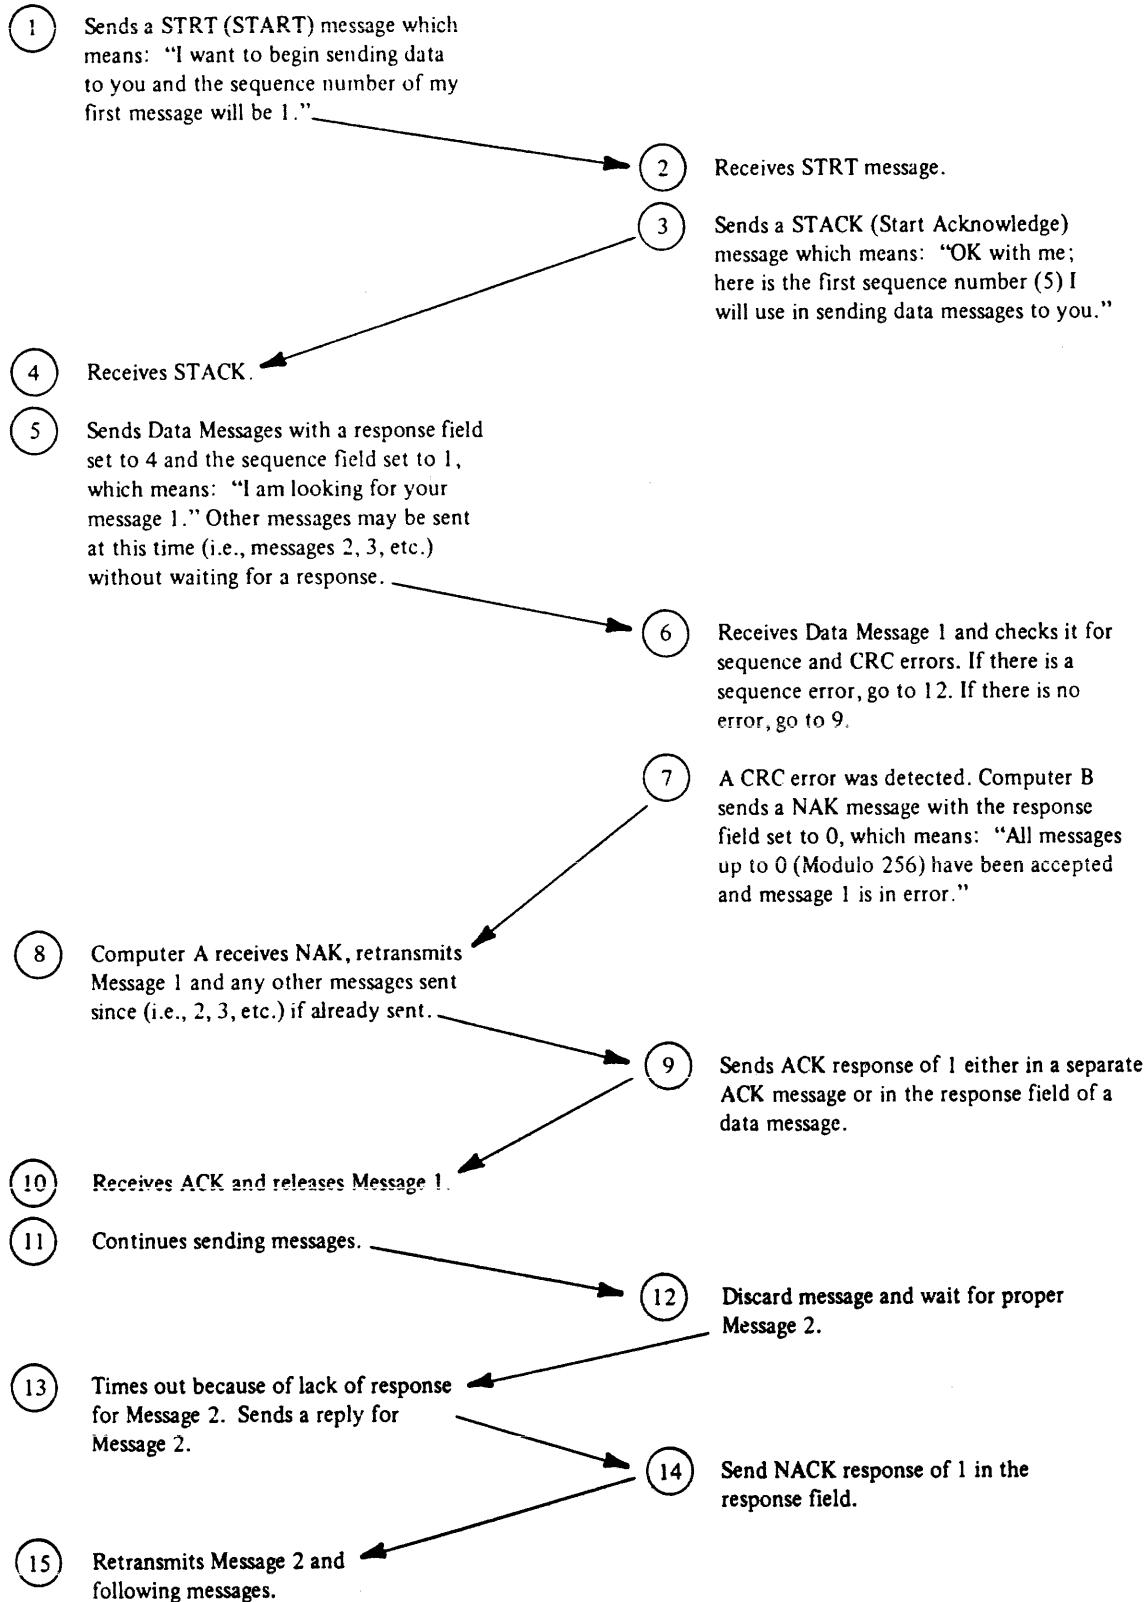 1 Sends a STRT (START) message which
means: “I want to begin sending data
to you and the sequence number of my
first message will be 1.”
2 Receives STRT message.
3 Sends a STACK (Start Acknowledge)
message which means: “OK with me;
here is the first sequence number (5) I
will use in sending data messages to you.”
4 Receives STACK.
5 Sends Data Messages with a response field
set to 4 and the sequence field set to 1,
which means: “I am looking for your
message 1.” Other messages may be sent
at this time (i.e., messages 2, 3, etc.)
without waiting for a response.
6 Receives Data Message 1 and checks it for
sequence and CRC errors. If there is a
sequence error, go to 12. If there is no
error, go to 9.
7 A CRC error was detected. Computer B
sends a NAK message with the response
field set to 0, which means: “All messages
up to 0 (Modulo 256) have been accepted
and message 1 is in error.”
8 Computer A receives NAK, retransmits
Message 1 and any other messages sent
since (i.e., 2, 3, etc.) if already sent.
9 Sends ACK response of 1 either in a separate
ACK message or in the response field of a
data message.
10 Receives ACK and releases Message 1.
11 Continues sending messages.
12 Discard message and wait for proper
Message 2.
13 Times out because of lack of response
for Message 2. Sends a reply for
Message 2.
14 Send NACK response of 1 in the
response field.
15 Retransmits Message 2 and
following messages.